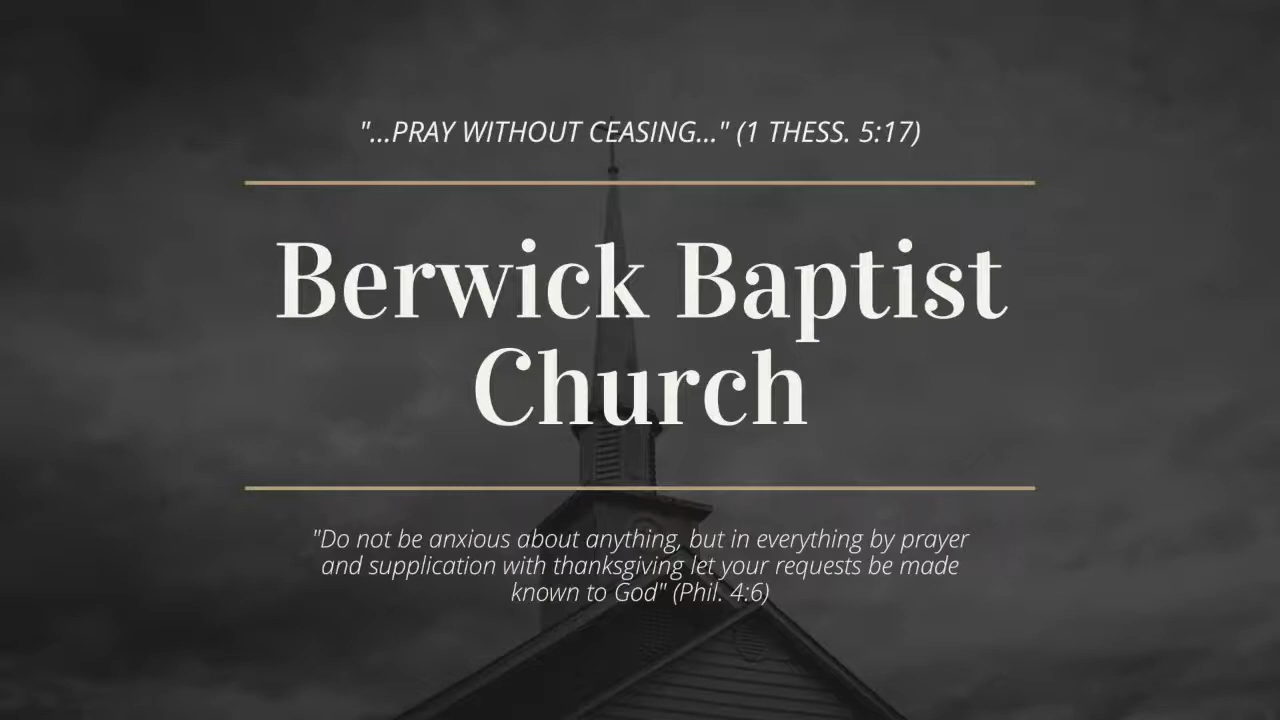 "...PRAY WITHOUT CEASING..." (1 THESS. 5:17)
Berwick Baptist
Church
"Do not be anxious about anything, but in everything by prayer
and supplication with thanksgiving let your requests be made
known to God" (Phil. 4:6)